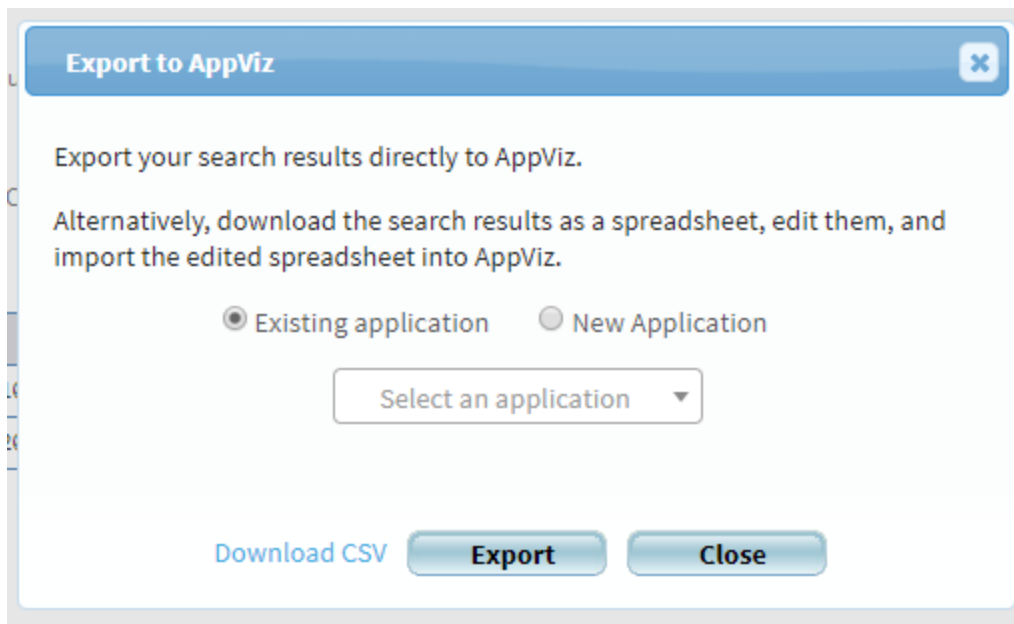 Export to AppViz
Export your search results directly to AppViz.
Alternatively, download the search results as a spreadsheet, edit them, and
import the edited spreadsheet into AppViz.
Existing application New Application
Select an application
Download CSV Export Close